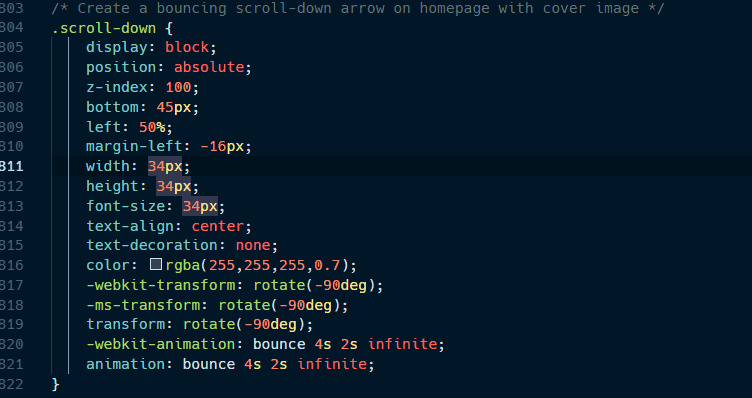 803 /* Create a bouncing scroll-down arrow on homepage with cover image */
804 .scroll-down {
805 display: block;
806 position: absolute;
807 z-index: 100;
808 bottom: 45px;
809 left: 50%;
810 margin-left: -16px;
811 width: 34px;
812 height: 34px;
813 font-size: 34px;
814 text-align: center;
815 text-decoration: none;
816 color: rgba(255,255,255,0.7);
817 -webkit-transform: rotate(-90deg);
818 -ms-transform: rotate(-90deg);
819 transform: rotate(-90deg);
820 -webkit-animation: bounce 4s 2s infinite;
821 animation: bounce 4s 2s infinite;
822 }